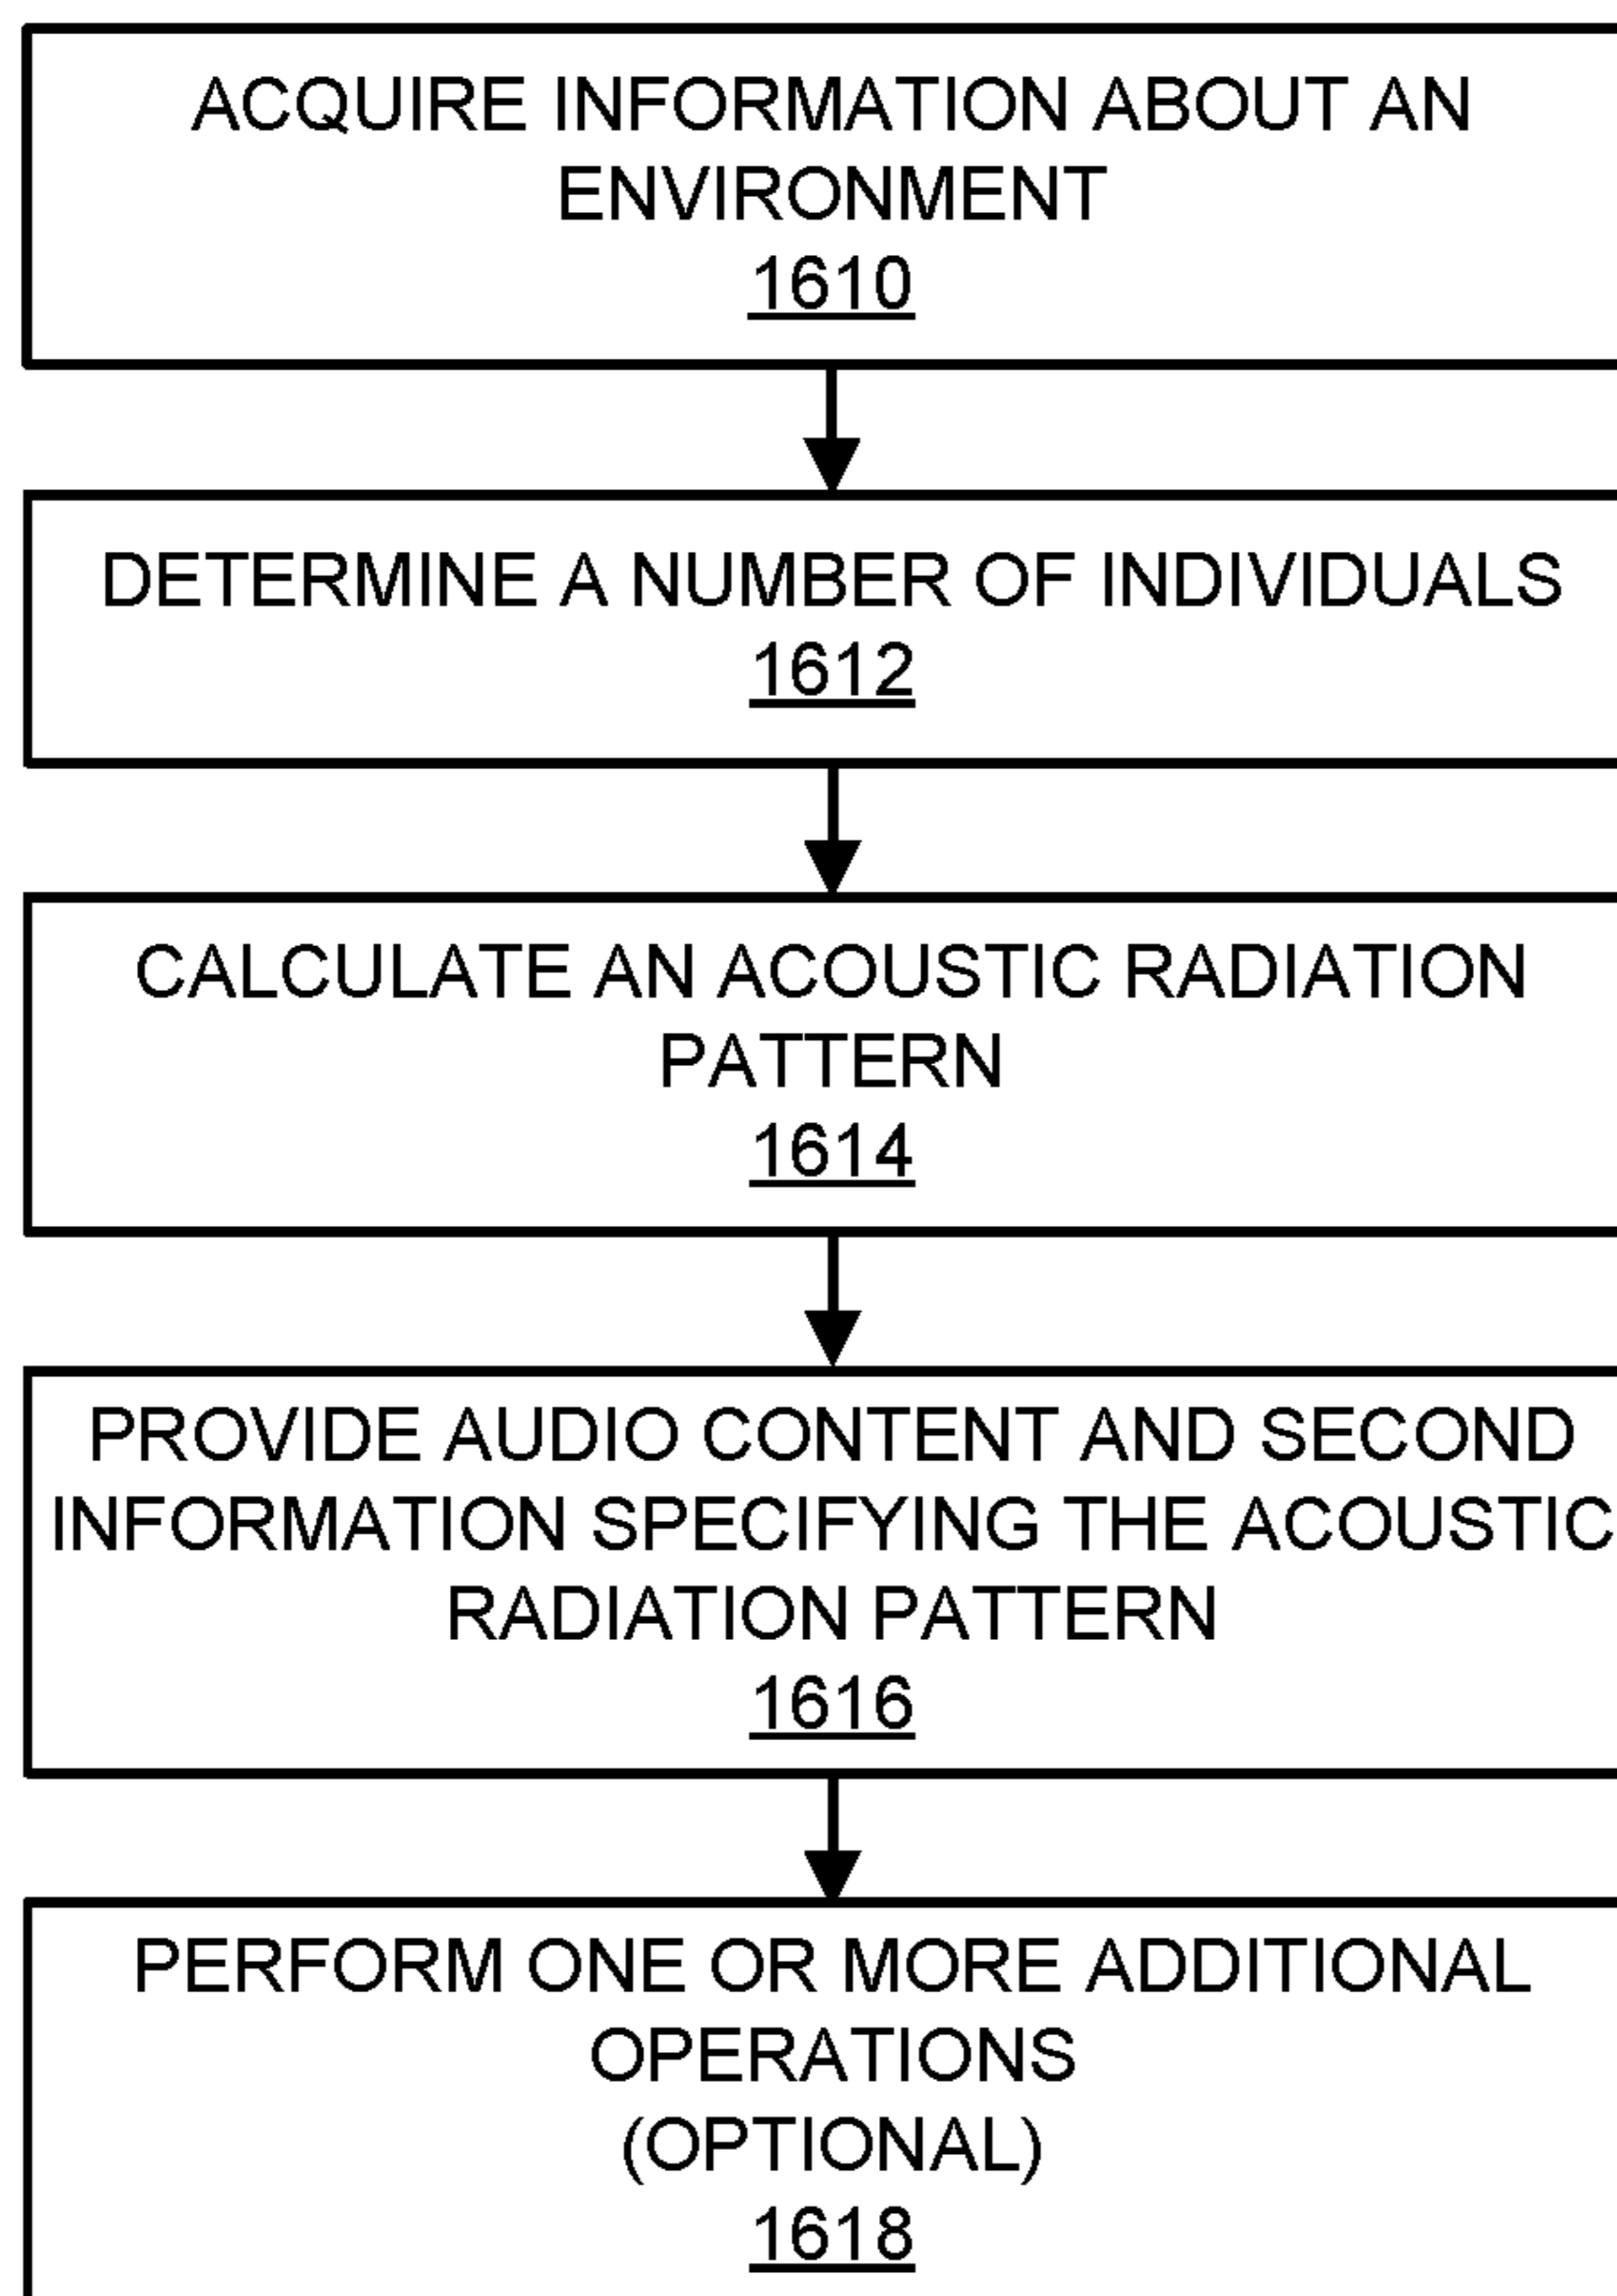 ACQUIRE INFORMATION ABOUT AN
ENVIRONMENT
1610
DETERMINE A NUMBER OF INDIVIDUALS
1612
CALCULATE AN ACOUSTIC RADIATION
PATTERN
1614
PROVIDE AUDIO CONTENT AND SECOND
INFORMATION SPECIFYING THE ACOUSTIC
RADIATION PATTERN
1616
PERFORM ONE OR MORE ADDITIONAL
OPERATIONS
(OPTIONAL)
1618